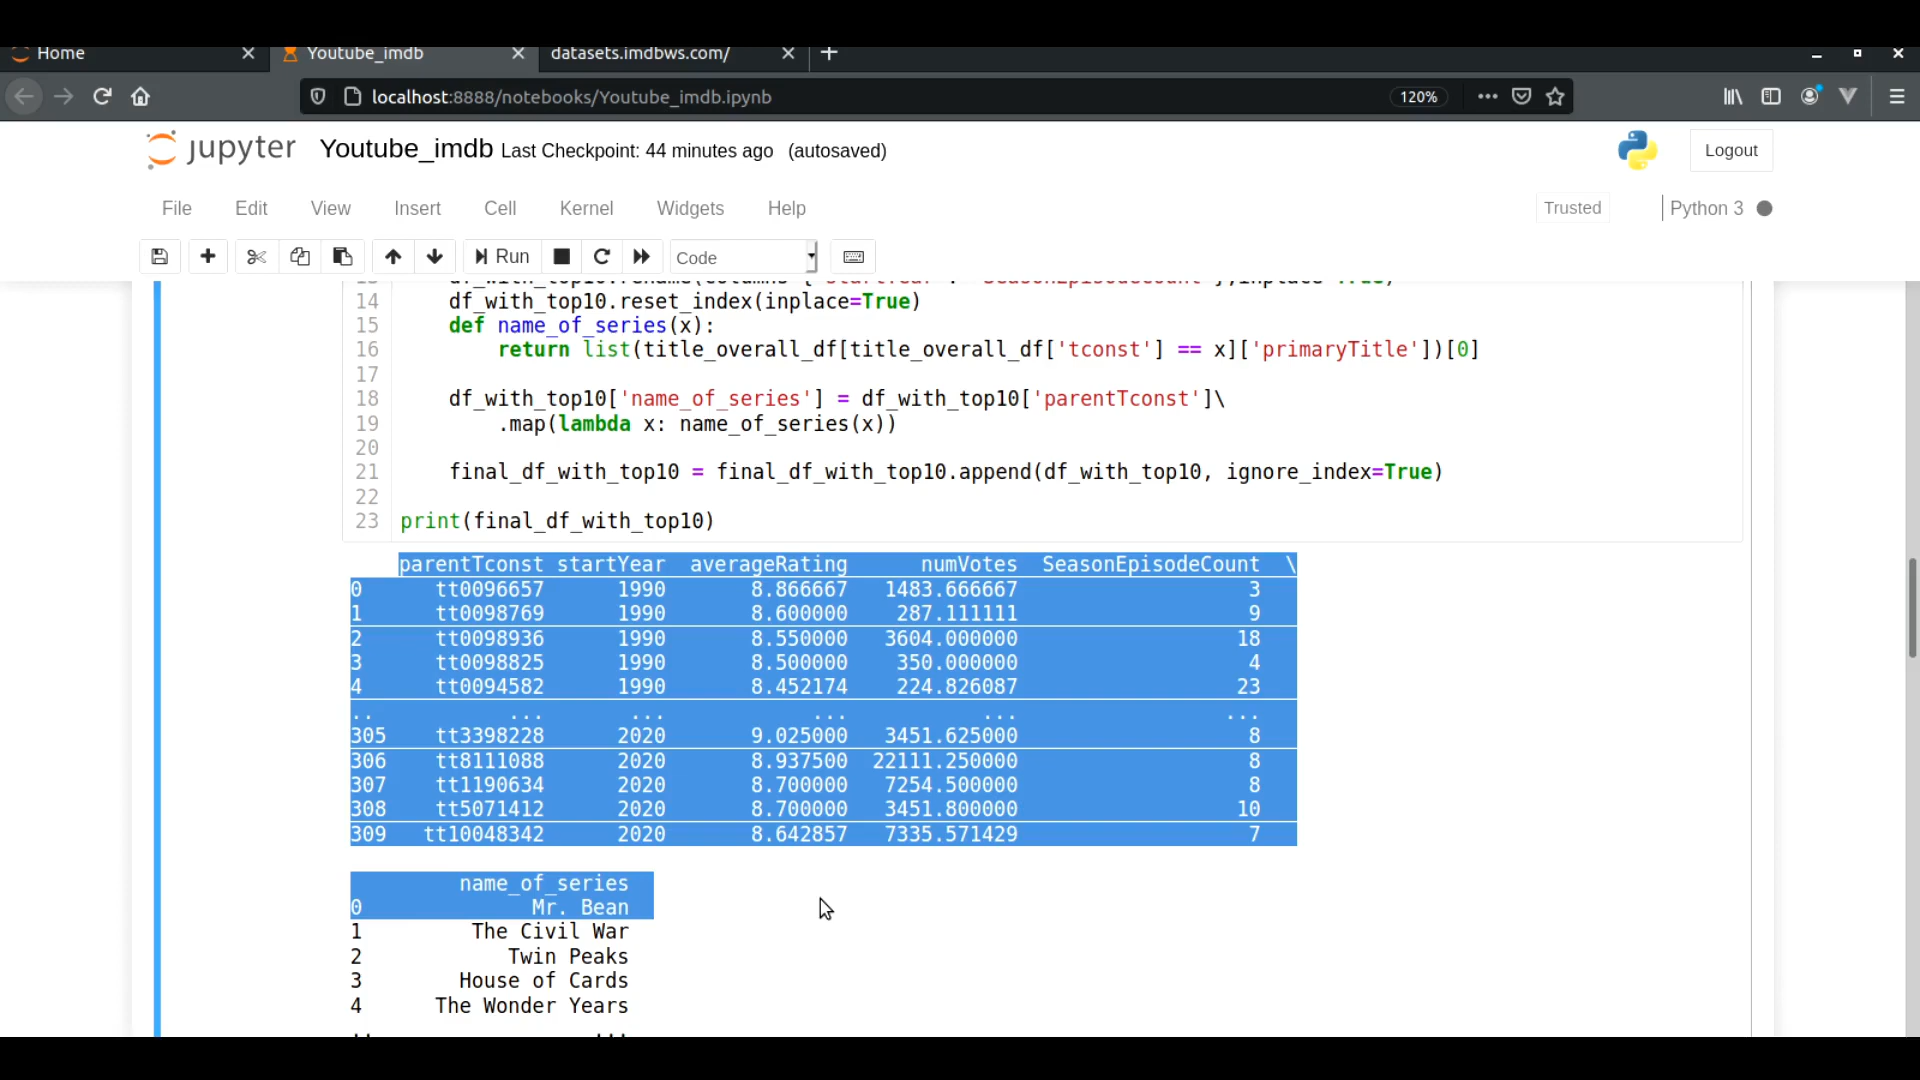 Home
Youtube_imdb
datasets.imdbws.com/
localhost:8888/notebooks/Youtube_imdb.ipynb
120%
jupyter Youtube_imdb Last Checkpoint: 44 minutes ago (autosaved)
Logout
File Edit View Insert Cell Kernel Widgets Help
Trusted
Python 3
Run
Code
14 df_with_top10.reset_index(inplace=True)
15 def name_of_series(x):
16 return list(title_overall_df[title_overall_df['tconst'] == x]['primaryTitle'])[0]
17
18 df_with_top10['name_of_series'] = df_with_top10['parentTconst']\
19 .map(lambda x: name_of_series(x))
20
21 final_df_with_top10 = final_df_with_top10.append(df_with_top10, ignore_index=True)
22
23 print(final_df_with_top10)
parentTconst startYear averageRating numVotes SeasonEpisodeCount \
0 tt0096657 1990 8.866667 1483.666667 3
1 tt0098769 1990 8.600000 287.111111 9
2 tt0098936 1990 8.550000 3604.000000 18
3 tt0098825 1990 8.500000 350.000000 4
4 tt0094582 1990 8.452174 224.826087 23
.. ... ... ... ... ...
305 tt3398228 2020 9.025000 3451.625000 8
306 tt8111088 2020 8.937500 22111.250000 8
307 tt1190634 2020 8.700000 7254.500000 8
308 tt5071412 2020 8.700000 3451.800000 10
309 tt10048342 2020 8.642857 7335.571429 7
name_of_series
0 Mr. Bean
1 The Civil War
2 Twin Peaks
3 House of Cards
4 The Wonder Years
.. ...